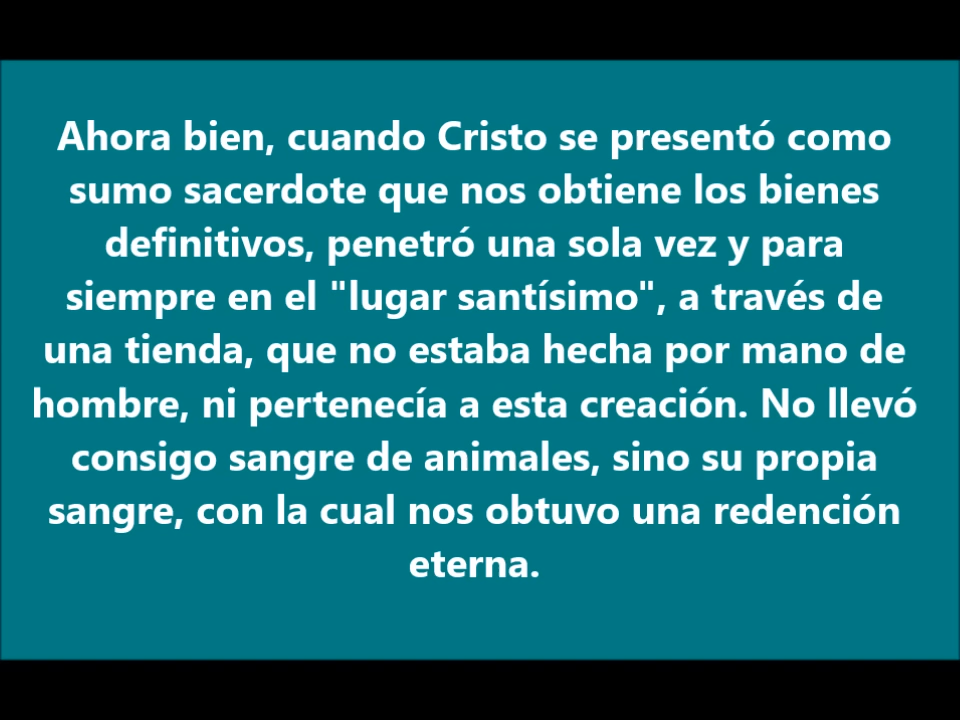 Ahora bien, cuando Cristo se presentó como
sumo sacerdote que nos obtiene los bienes
definitivos, penetró una sola vez y para
siempre en el "lugar santísimo", a través de
una tienda, que no estaba hecha por mano de
hombre, ni pertenecía a esta creación. No llevó
consigo sangre de animales, sino su propia
sangre, con la cual nos obtuvo una redención
eterna.